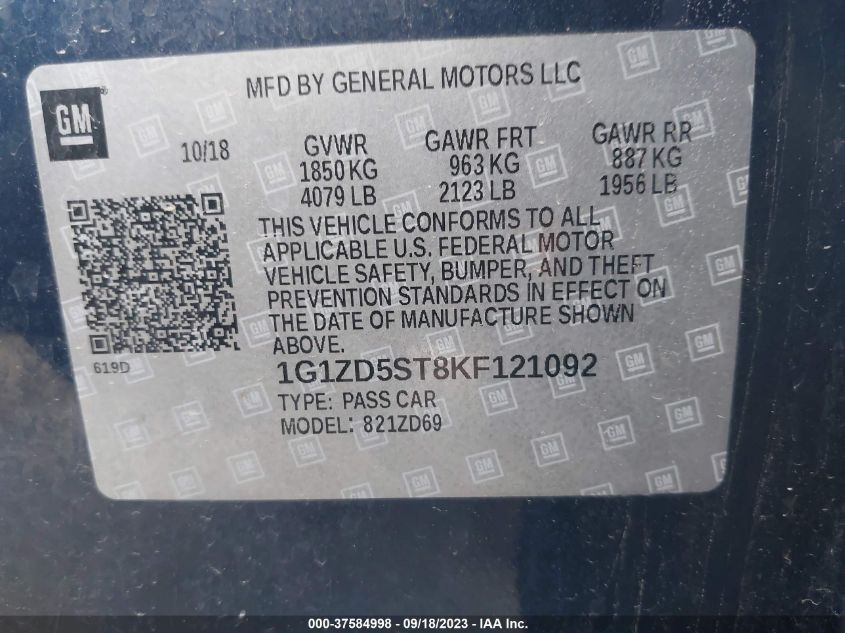 MFD BY GENERAL MOTORS LLC
GM
10/18
GVWR
1850 KG
4079 LB
GAWR FRT
963 KG
2123 LB
GAWR RR
887 KG
1956 LB
THIS VEHICLE CONFORMS TO ALL
APPLICABLE U.S. FEDERAL MOTOR
VEHICLE SAFETY, BUMPER, AND THEFT
PREVENTION STANDARDS IN EFFECT ON
THE DATE OF MANUFACTURE SHOWN
ABOVE.
619D
1G1ZD5ST8KF121092
TYPE: PASS CAR
MODEL: 821ZD69
000-37584998 - 09/18/2023 - IAA Inc.